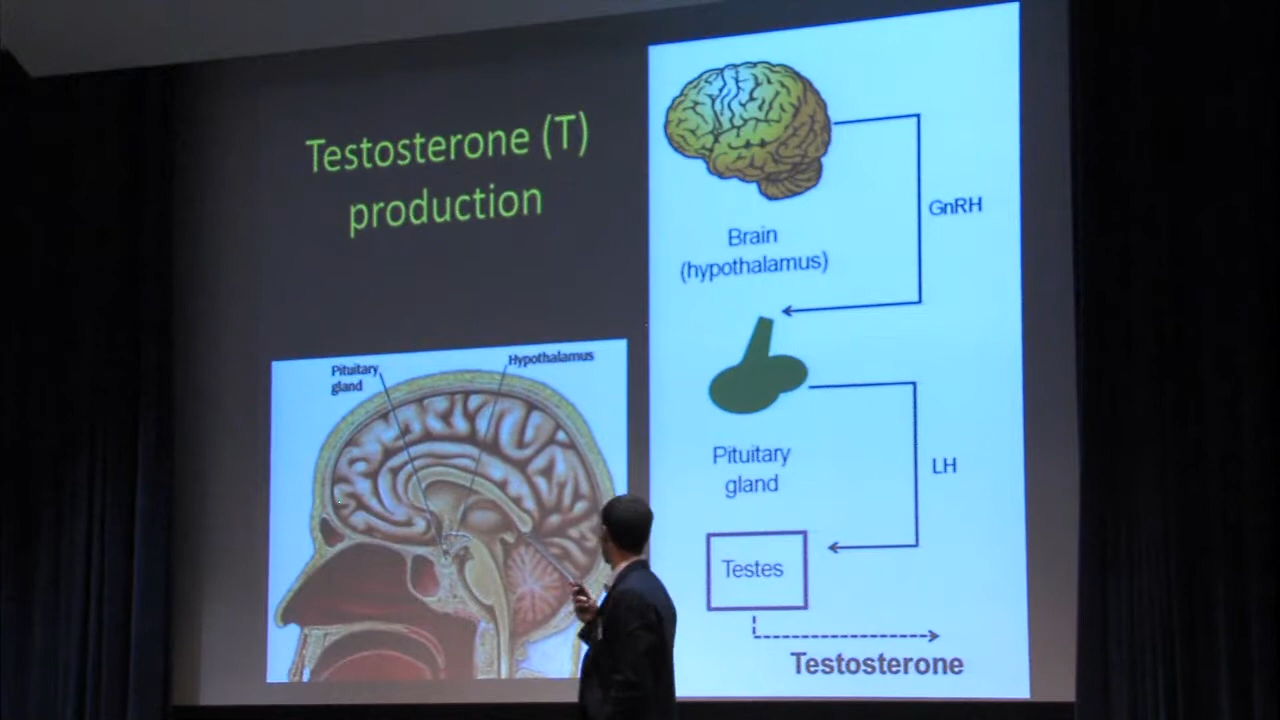 Testosterone (T)
production
Pituitary
gland
Hypothalamus
Brain
(hypothalamus)
GnRH
Pituitary
gland
LH
Testes
Testosterone